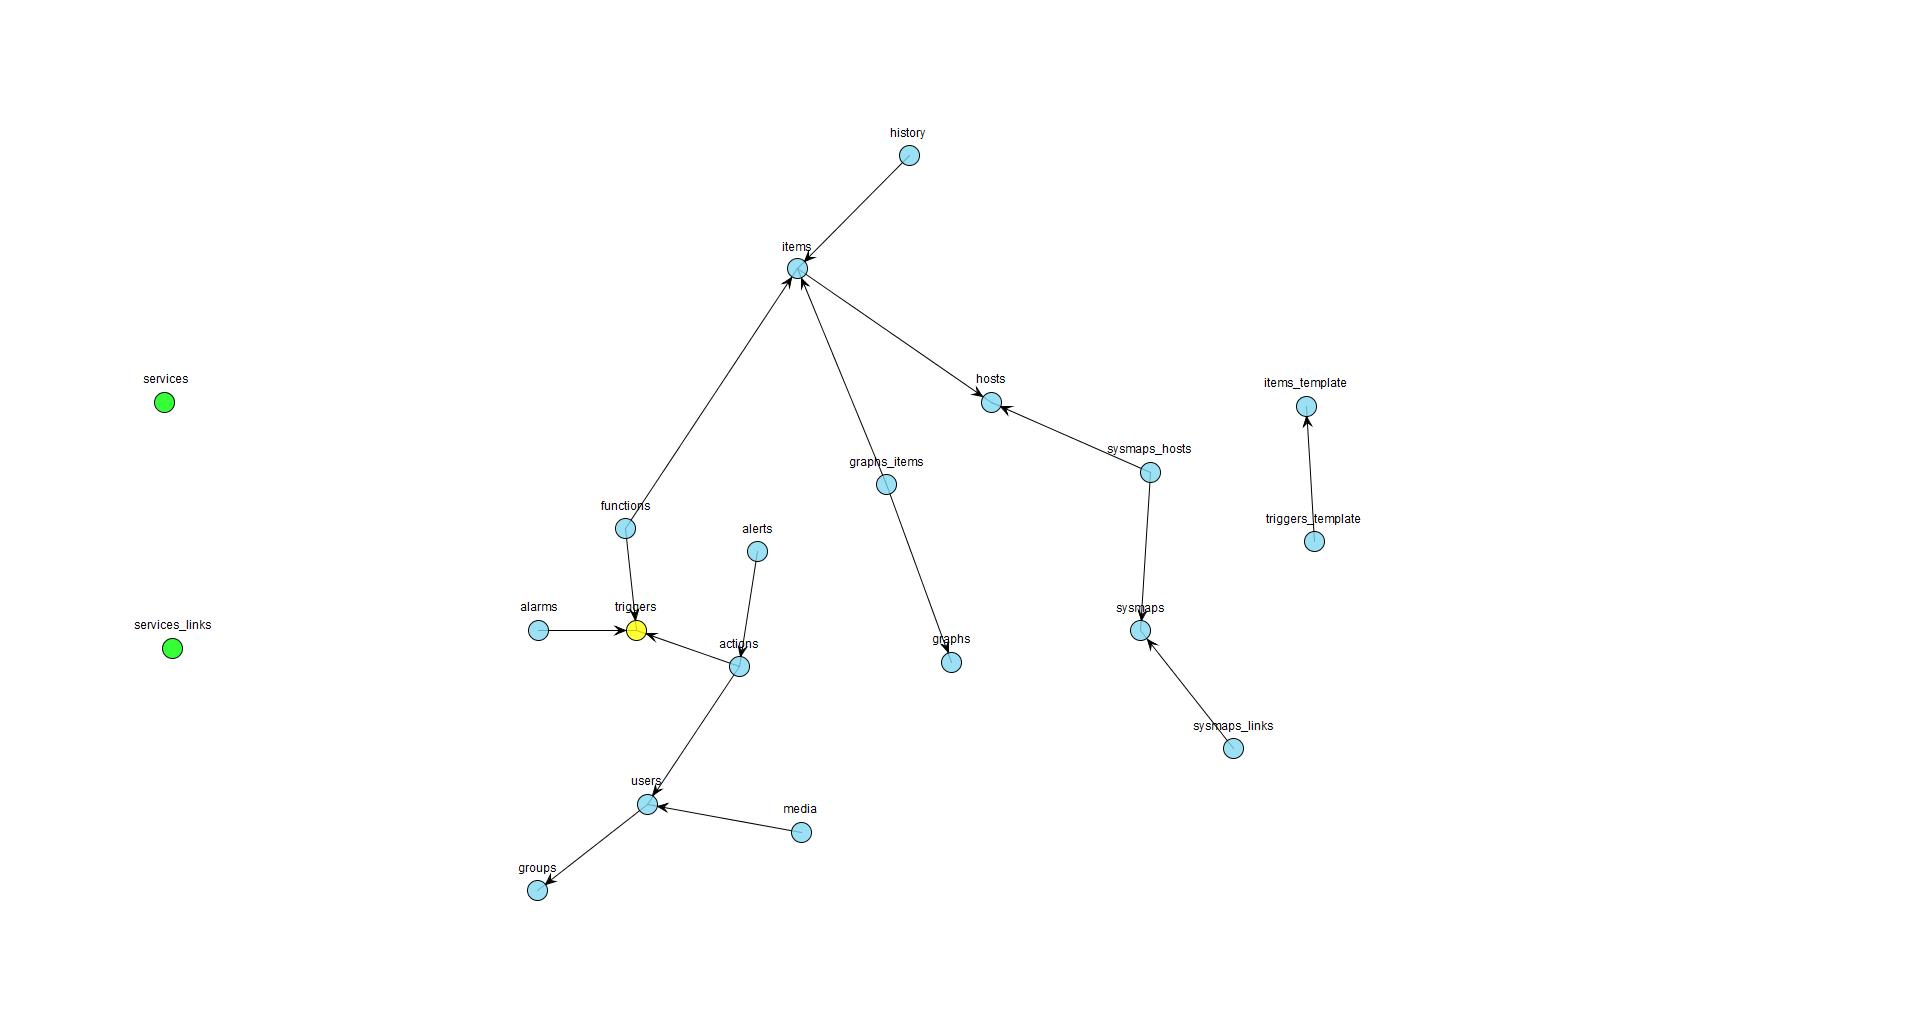 history
items
services
hosts
items_template
sysmaps_hosts
graphs_items
functions
triggers_template
alerts
alarms
triggers
sysmaps
services_links
graphs
actions
sysmaps_links
users
media
groups